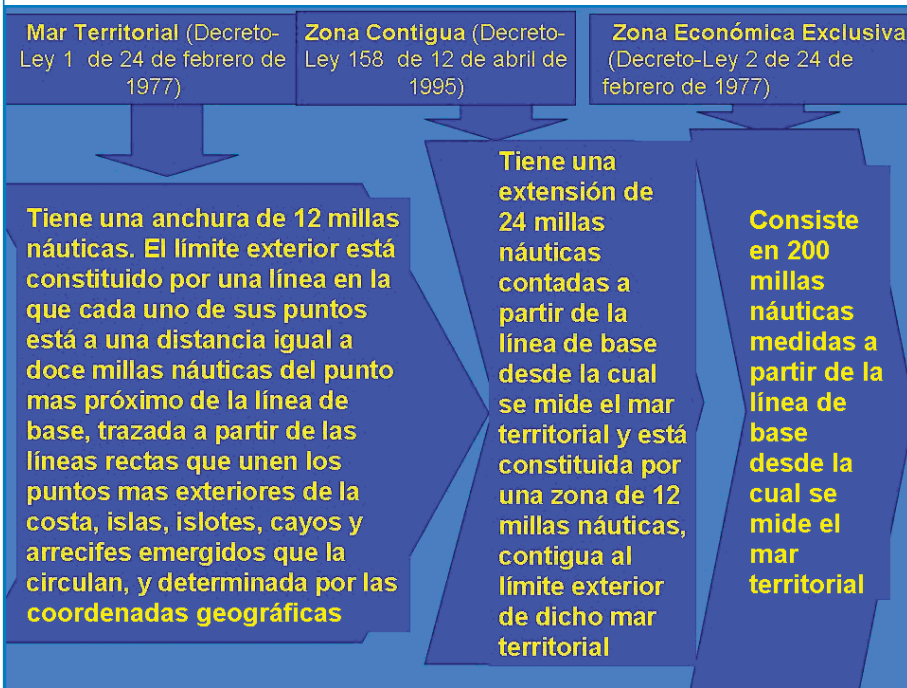 Mar Territorial (Decreto-
Ley 1 de 24 de febrero de
1977)
Zona Contigua (Decreto-
Ley 158 de 12 de abril de
1995)
Zona Económica Exclusiva
(Decreto-Ley 2 de 24 de
febrero de 1977)
Tiene una anchura de 12 millas
náuticas. El límite exterior está
constituido por una línea en la
que cada uno de sus puntos
está a una distancia igual a
doce millas náuticas del punto
mas próximo de la línea de
base, trazada a partir de las
líneas rectas que unen los
puntos mas exteriores de la
costa, islas, islotes, cayos y
arrecifes emergidos que la
circulan, y determinada por las
coordenadas geográficas
Tiene una
extensión de
24 millas
náuticas
contadas a
partir de la
línea de base
desde la cual
se mide el mar
territorial y está
constituida por
una zona de 12
millas náuticas,
contigua al
límite exterior
de dicho mar
territorial
Consiste
en 200
millas
náuticas
medidas a
partir de la
línea de
base
desde la
cual se
mide el
mar
territorial